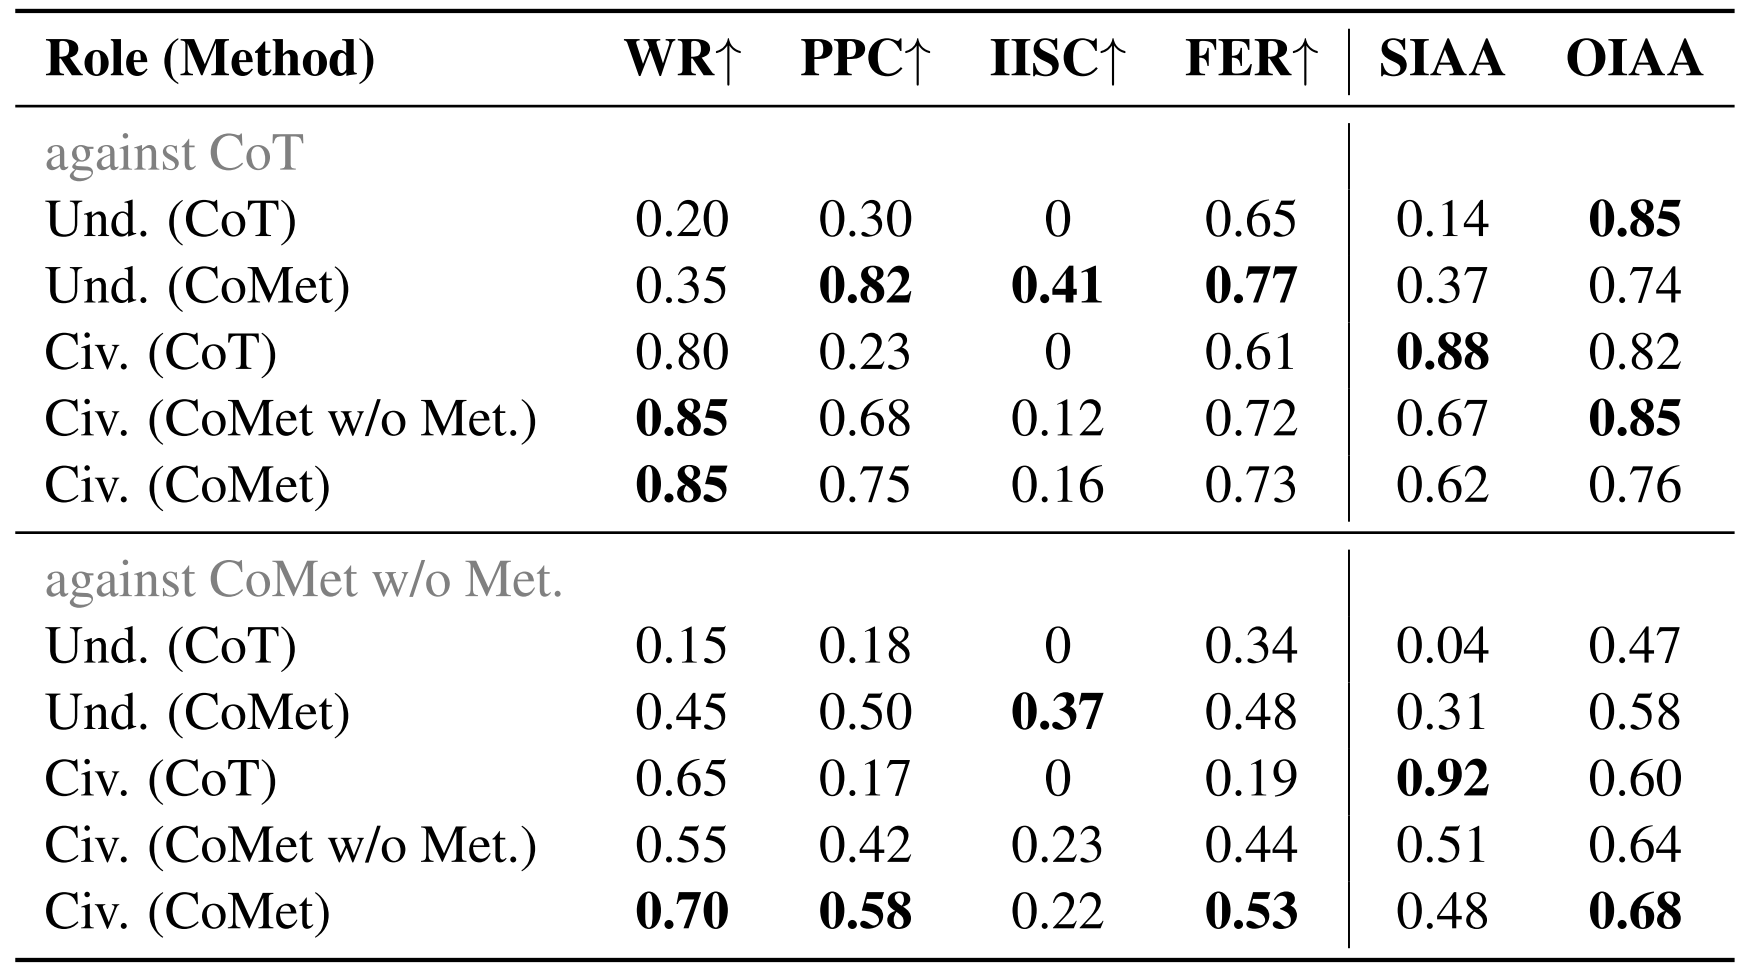 Role (Method) WR↑ PPC↑ IISC↑ FER↑ SIAA OIAA
against CoT
Und. (CoT) 0.20 0.30 0 0.65 0.14 0.85
Und. (CoMet) 0.35 0.82 0.41 0.77 0.37 0.74
Civ. (CoT) 0.80 0.23 0 0.61 0.88 0.82
Civ. (CoMet w/o Met.) 0.85 0.68 0.12 0.72 0.67 0.85
Civ. (CoMet) 0.85 0.75 0.16 0.73 0.62 0.76
against CoMet w/o Met.
Und. (CoT) 0.15 0.18 0 0.34 0.04 0.47
Und. (CoMet) 0.45 0.50 0.37 0.48 0.31 0.58
Civ. (CoT) 0.65 0.17 0 0.19 0.92 0.60
Civ. (CoMet w/o Met.) 0.55 0.42 0.23 0.44 0.51 0.64
Civ. (CoMet) 0.70 0.58 0.22 0.53 0.48 0.68